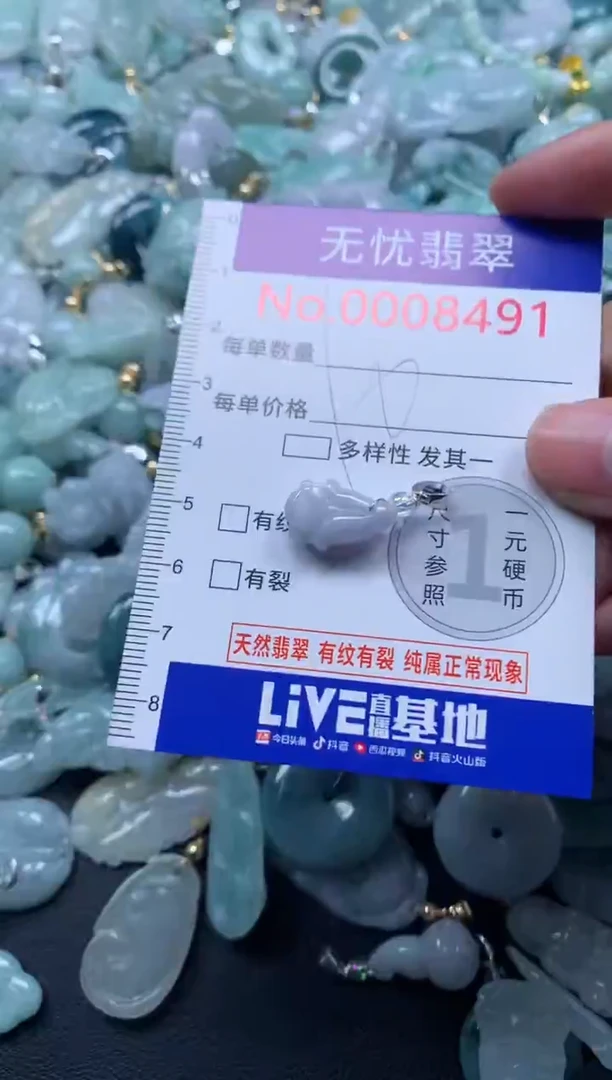 0
1
无忧翡翠
No.0008491
2
每单数量
3
每单价格
4
多样性 发其一
5
有纹
尺寸参照
1
一元硬币
6
有裂
7
天然翡翠 有纹有裂 纯属正常现象
8
LiVE直播基地
今日头条 抖音 西瓜视频 抖音火山版